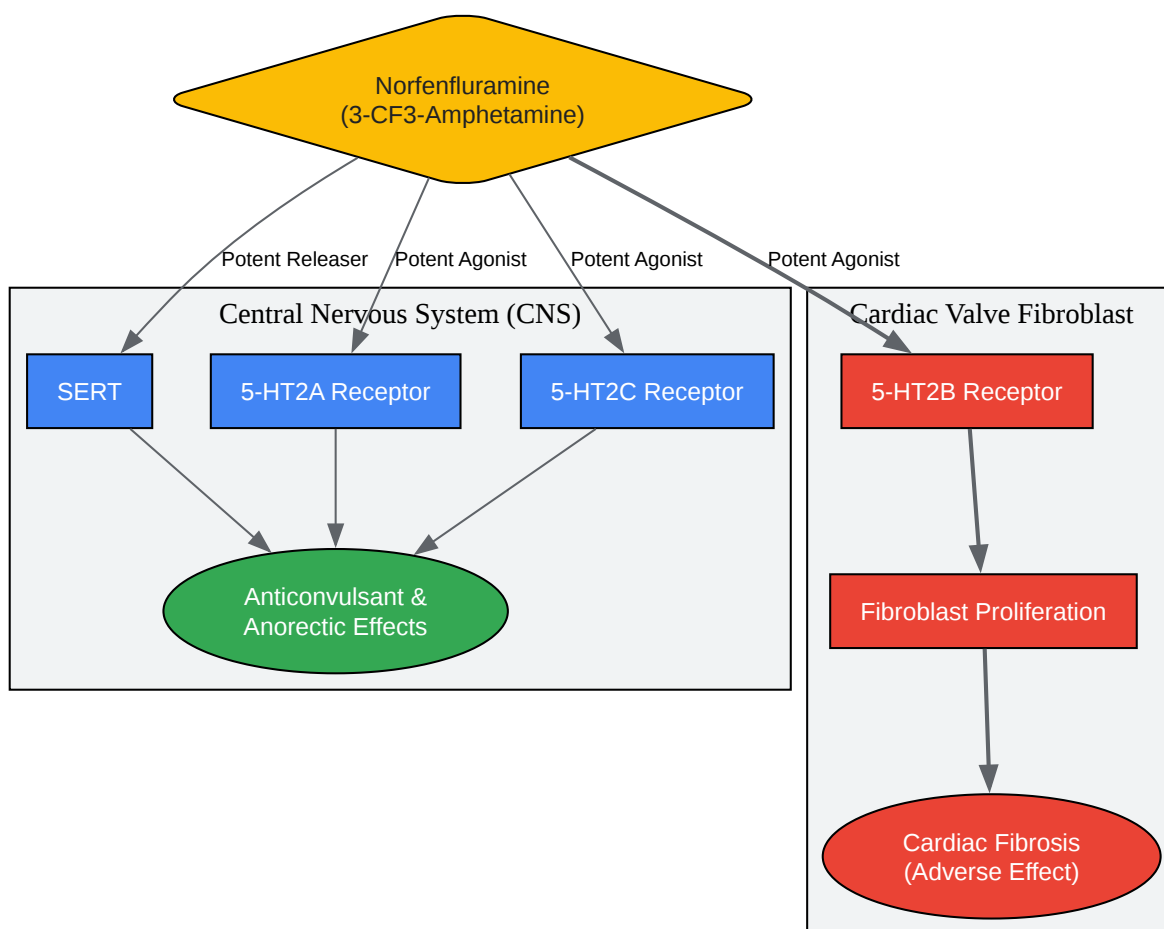 Norfenfluramine
(3-CF3-Amphetamine)
Potent Releaser
Potent Agonist
Potent Agonist
Potent Agonist
Central Nervous System (CNS)
Cardiac Valve Fibroblast
SERT
5-HT2A Receptor
5-HT2C Receptor
5-HT2B Receptor
Anticonvulsant &
Anorectic Effects
Fibroblast Proliferation
Cardiac Fibrosis
(Adverse Effect)